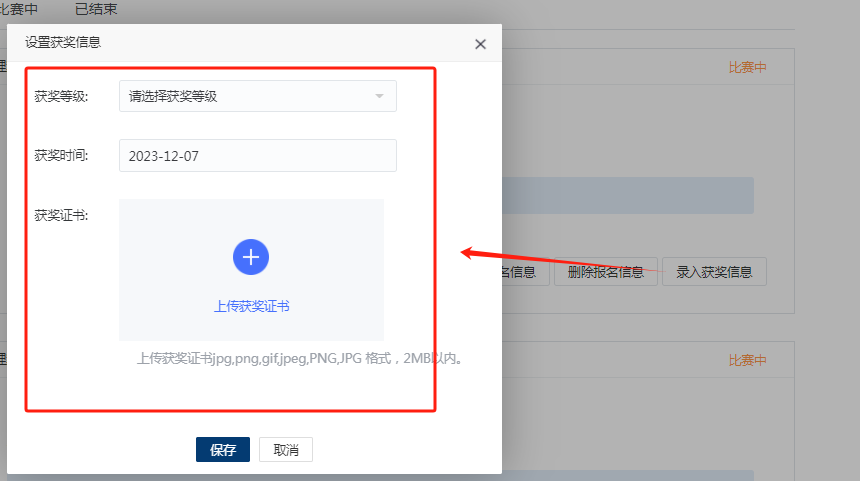 比赛中 已结束
设置获奖信息
比赛中
获奖等级: 请选择获奖等级
获奖时间: 2023-12-07
获奖证书:
上传获奖证书
名信息 删除报名信息 录入获奖信息
上传获奖证书jpg,png,gif,jpeg,PNG,JPG 格式，2MB以内。
比赛中
保存 取消